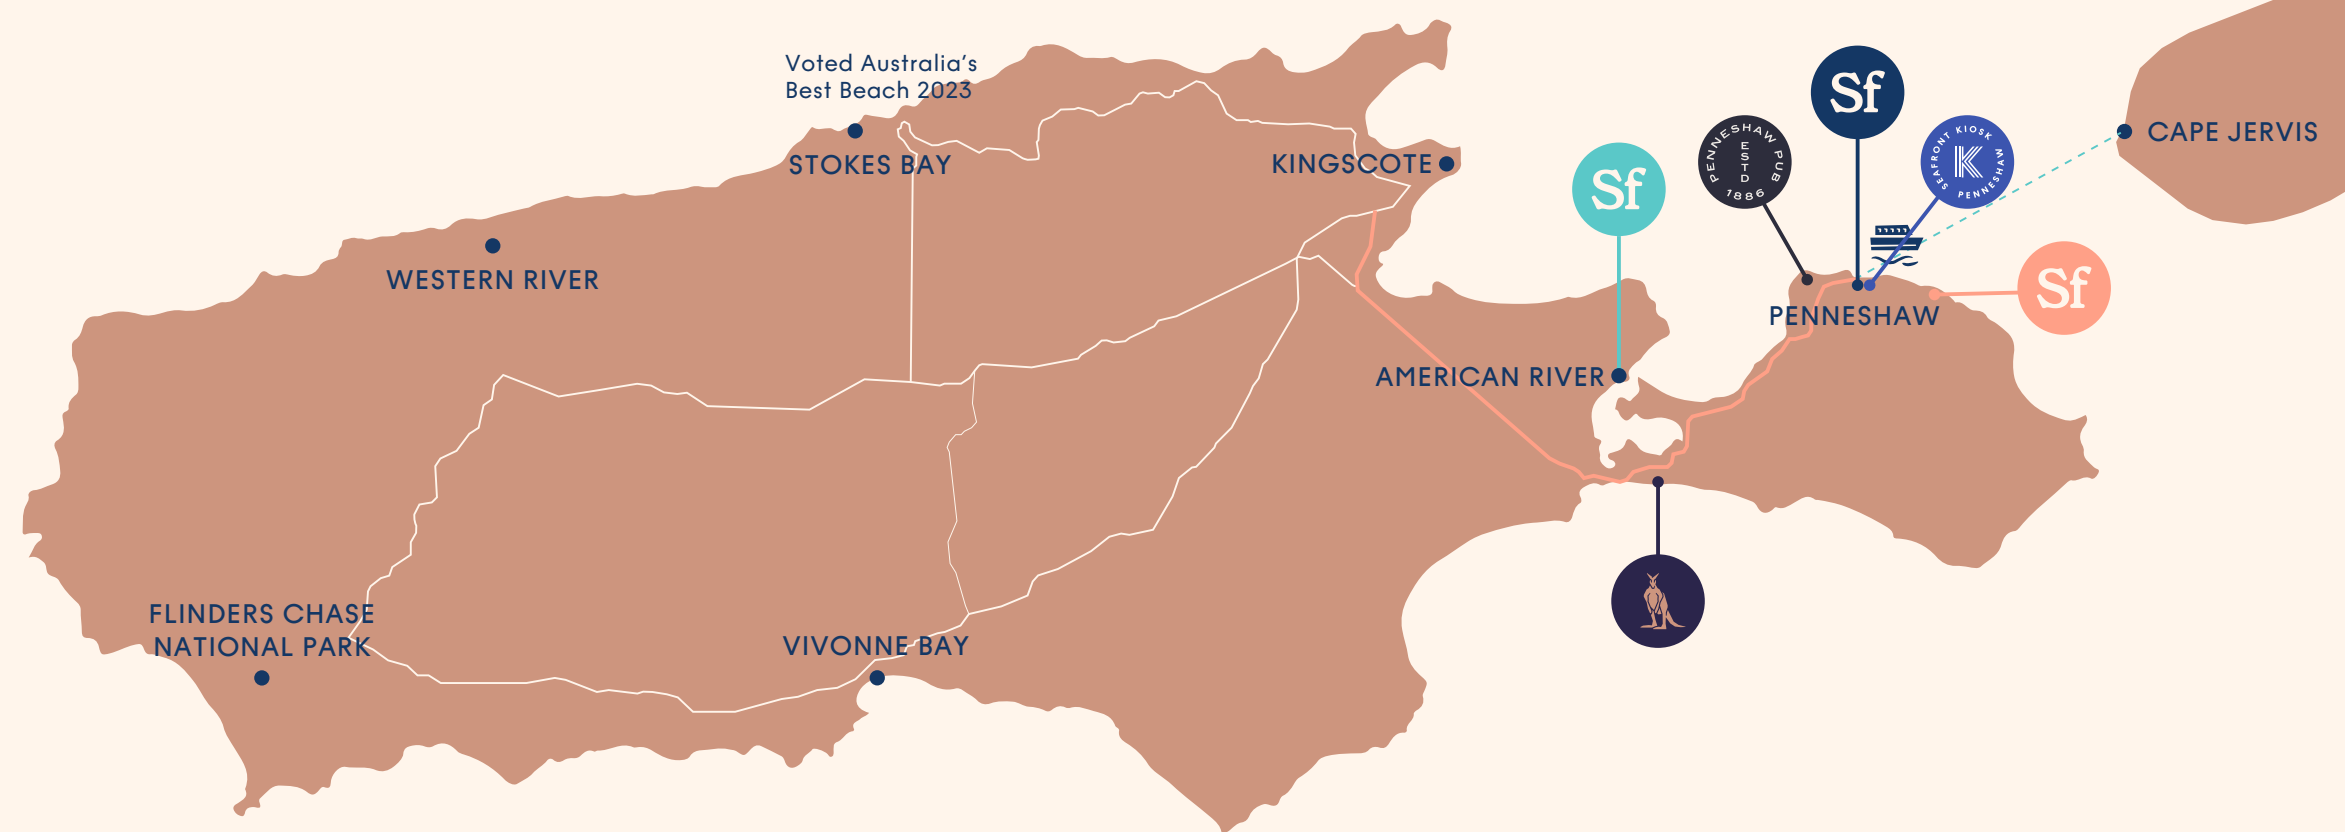 Voted Australia’s
Best Beach 2023
STOKES BAY
WESTERN RIVER
KINGSCOTE
Sf
PENNESHAW PUB
ESTD
1886
Sf
SEAFRONT KIOSK
K
PENNESHAW
CAPE JERVIS
Sf
PENNESHAW
AMERICAN RIVER
FLINDERS CHASE
NATIONAL PARK
VIVONNE BAY